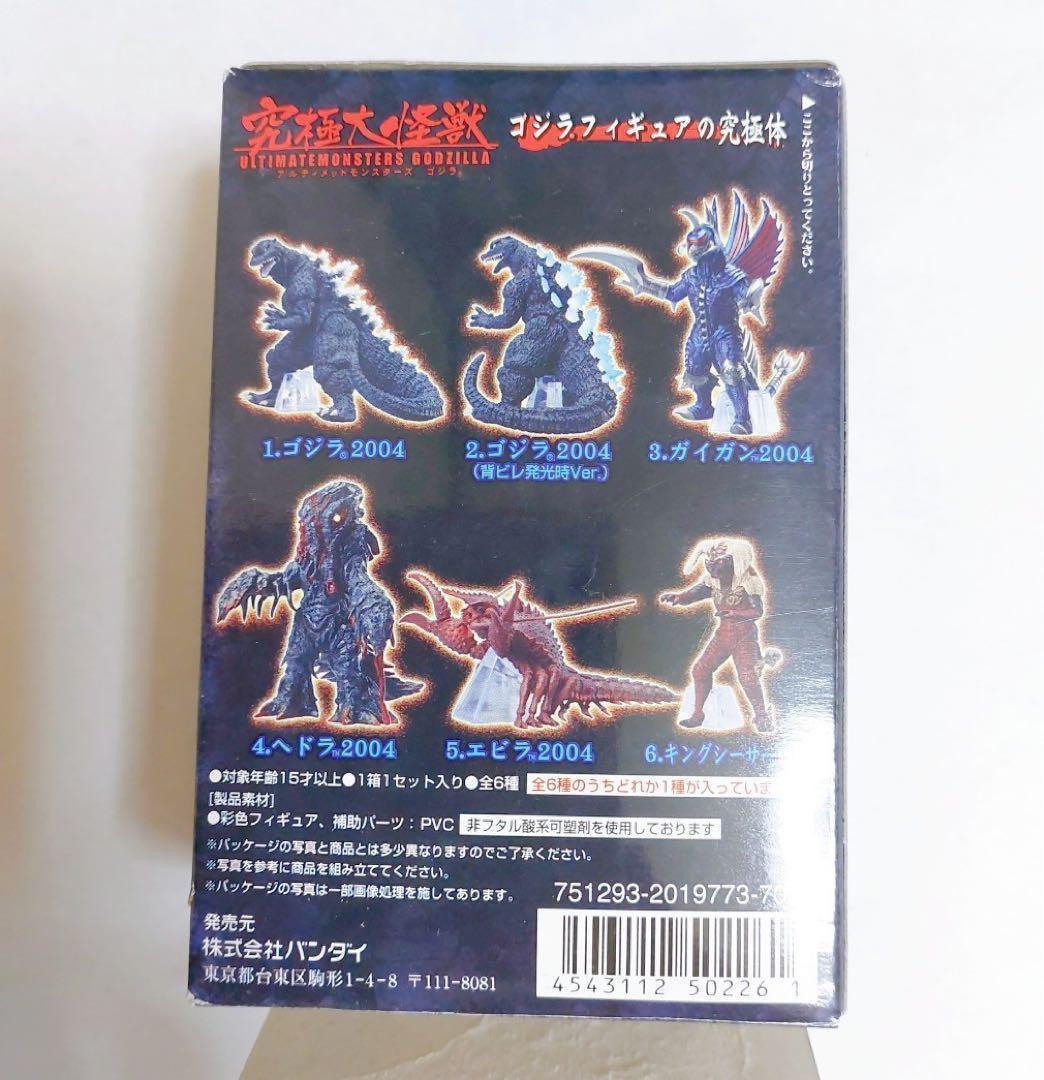 究極大怪獣
ULTIMATEMONSTERS GODZILLA
アルティメットモンスターズ ゴジラ
ゴジラフィギュアの究極体
▶ここから切りとってください。
1.ゴジラ®2004
2.ゴジラ®2004
(背ビレ発光時Ver.)
3.ガイガン™2004
4.ヘドラ™2004
5.エビラ™2004
6.キングシーサー
●対象年齢15才以上●1箱1セット入り●全6種 全6種のうちどれか1種が入っていま
[製品素材]
●彩色フィギュア、補助パーツ：PVC 非フタル酸系可塑剤を使用しております
※パッケージの写真と商品とは多少異なりますのでご了承ください。
※写真を参考に商品を組み立ててください。
※パッケージの写真は一部画像処理を施してあります。
751293-2019773-7
発売元
株式会社バンダイ
東京都台東区駒形1-4-8 〒111-8081
4543112 50226 1